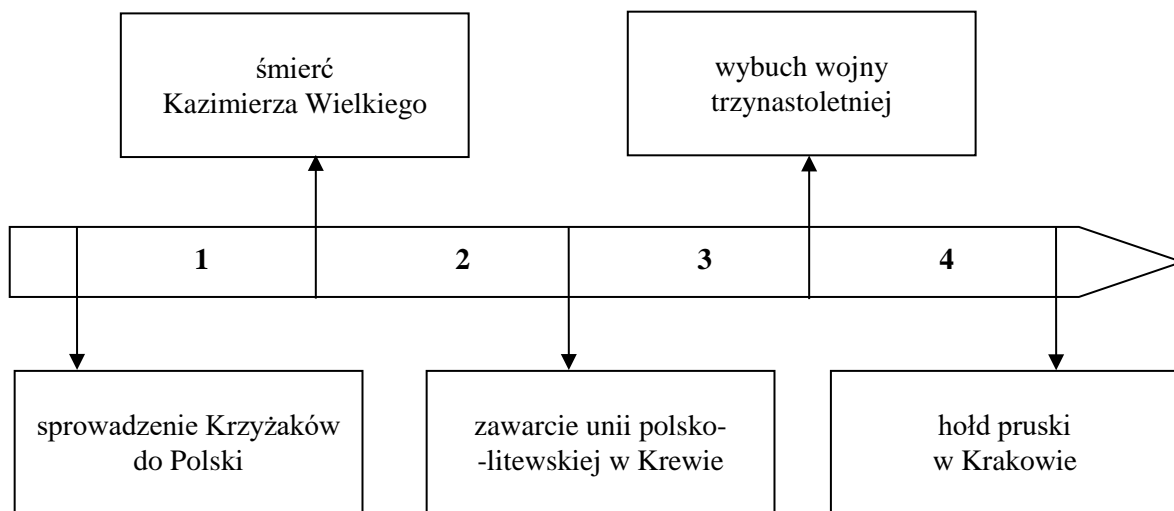 śmierć
Kazimierza Wielkiego
wybuch wojny
trzynastoletniej
1
2
3
4
sprowadzenie Krzyżaków
do Polski
zawarcie unii polsko-
-litewskiej w Krewie
hołd pruski
w Krakowie